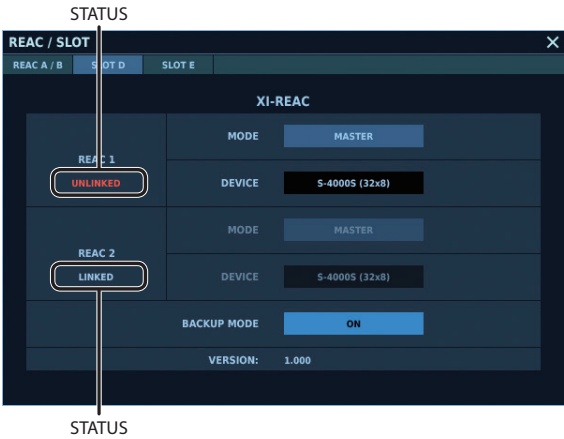 STATUS
REAC / SLOT
REAC A / B SLOT D SLOT E
XI-REAC
MODE MASTER
REAC 1
UNLINKED DEVICE S-4000S (32x8)
MODE MASTER
REAC 2
LINKED DEVICE S-4000S (32x8)
BACKUP MODE ON
VERSION: 1.000
STATUS